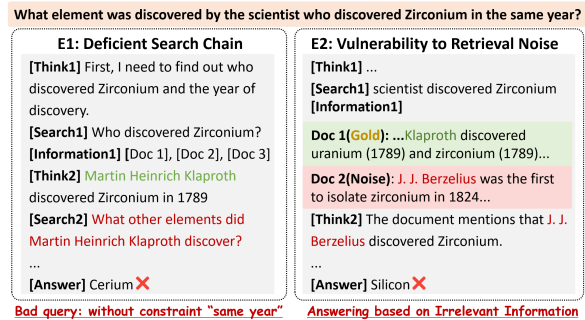 What element was discovered by the scientist who discovered Zirconium in the same year?
E1: Deficient Search Chain
[Think1] First, I need to find out who
discovered Zirconium and the year of
discovery.
[Search1] Who discovered Zirconium?
[Information1] [Doc 1], [Doc 2], [Doc 3]
[Think2] Martin Heinrich Klaproth
discovered Zirconium in 1789
[Search2] What other elements did
Martin Heinrich Klaproth discover?
...
[Answer] Cerium ❌
Bad query: without constraint “same year”
E2: Vulnerability to Retrieval Noise
[Think1] ...
[Search1] scientist discovered Zirconium
[Information1]
Doc 1(Gold): ...Klaproth discovered
uranium (1789) and zirconium (1789)...
Doc 2(Noise): J. J. Berzelius was the first
to isolate zirconium in 1824...
[Think2] The document mentions that J. J.
Berzelius discovered Zirconium.
...
[Answer] Silicon ❌
Answering based on Irrelevant Information